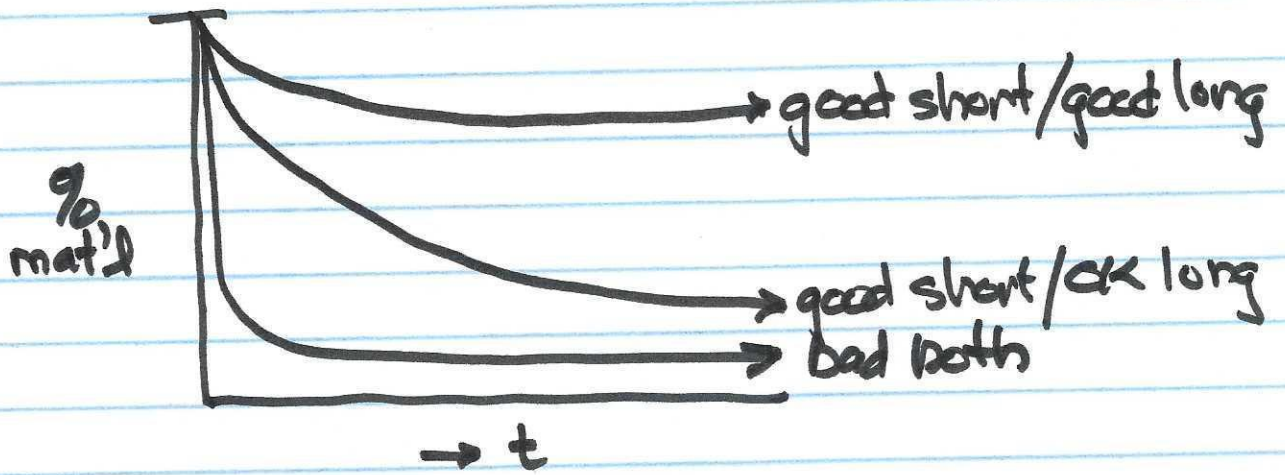 good short/good long
%
mat'l
good short/OK long
bad both
→ t